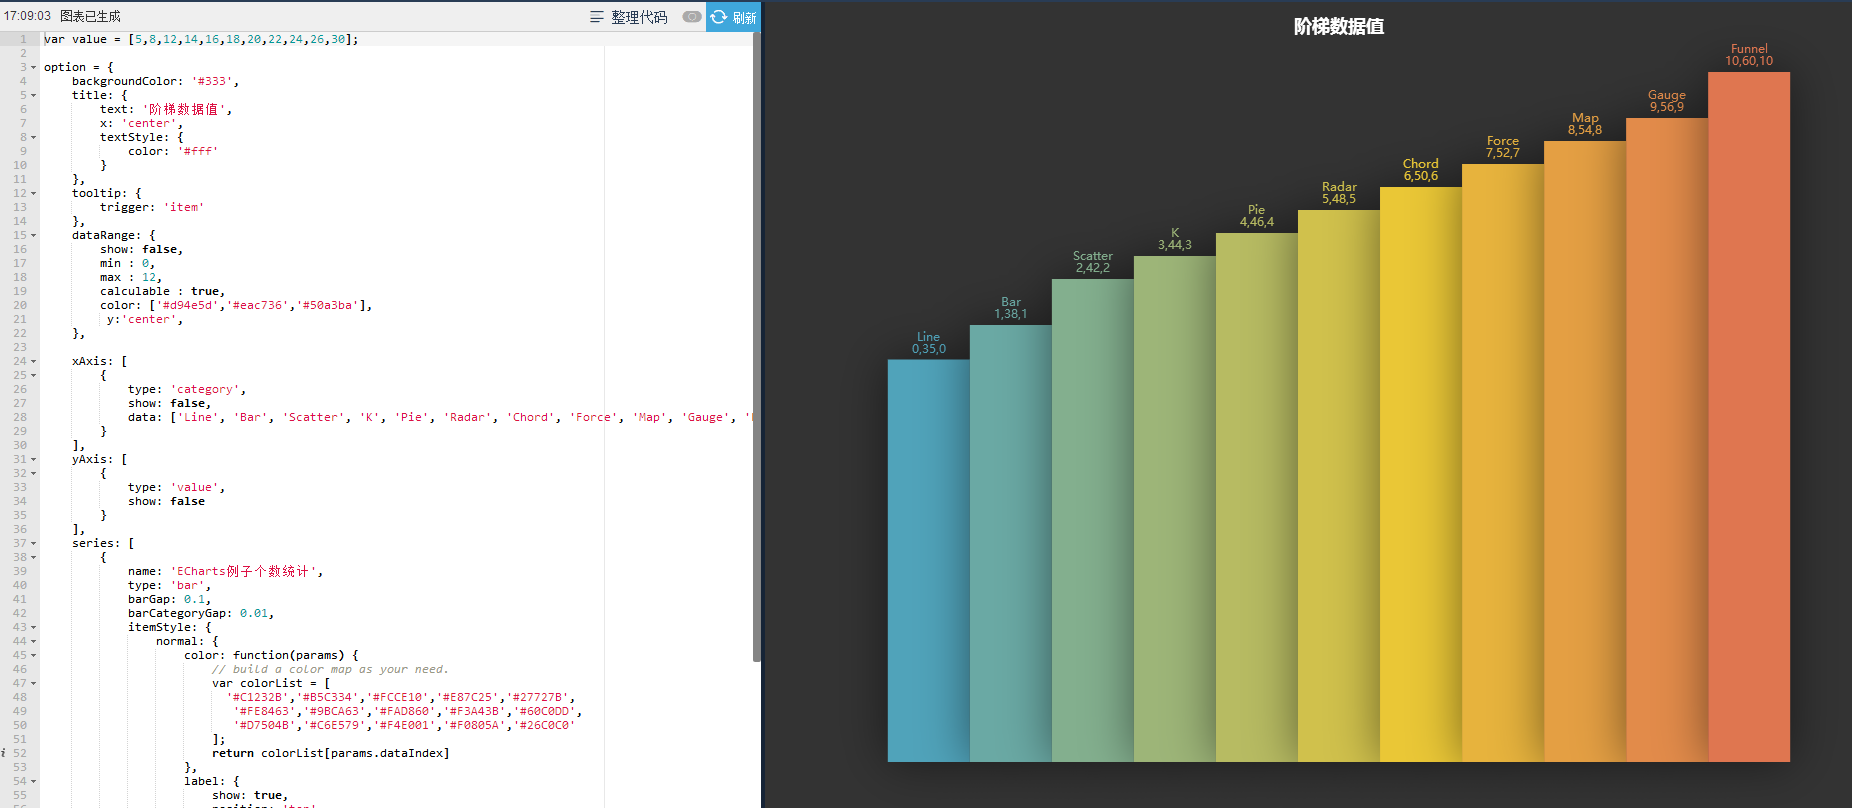 17:09:03 图表已生成
整理代码
刷新
1 var value = [5,8,12,14,16,18,20,22,24,26,30];
2
3 option = {
4 backgroundColor: '#333',
5 title: {
6 text: '阶梯数据值',
7 x: 'center',
8 textStyle: {
9 color: '#fff'
10 }
11 },
12 tooltip: {
13 trigger: 'item'
14 },
15 dataRange: {
16 show: false,
17 min : 0,
18 max : 12,
19 calculable : true,
20 color: ['#d94e5d','#eac736','#50a3ba'],
21 y:'center',
22 },
23
24 xAxis: [
25 {
26 type: 'category',
27 show: false,
28 data: ['Line', 'Bar', 'Scatter', 'K', 'Pie', 'Radar', 'Chord', 'Force', 'Map', 'Gauge', '
29 }
30 ],
31 yAxis: [
32 {
33 type: 'value',
34 show: false
35 }
36 ],
37 series: [
38 {
39 name: 'ECharts例子个数统计',
40 type: 'bar',
41 barGap: 0.1,
42 barCategoryGap: 0.01,
43 itemStyle: {
44 normal: {
45 color: function(params) {
46 // build a color map as your need.
47 var colorList = [
48 '#C1232B','#B5C334','#FCCE10','#E87C25','#27727B',
49 '#FE8463','#9BCA63','#FAD860','#F3A43B','#60C0DD',
50 '#D7504B','#C6E579','#F4E001','#F0805A','#26C0C0'
51 ];
52 return colorList[params.dataIndex]
53 },
54 label: {
55 show: true,
阶梯数据值
Line
0,35,0
Bar
1,38,1
Scatter
2,42,2
K
3,44,3
Pie
4,46,4
Radar
5,48,5
Chord
6,50,6
Force
7,52,7
Map
8,54,8
Gauge
9,56,9
Funnel
10,60,10